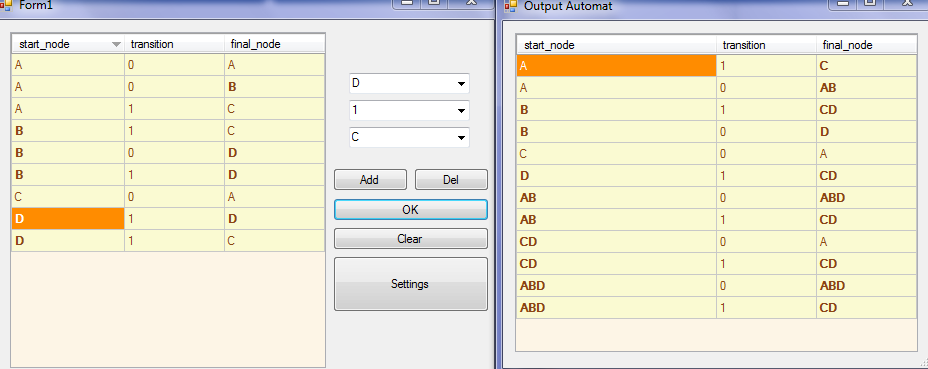 Form1
start_node transition final_node
A 0 A
A 0 B
A 1 C
B 1 C
B 0 D
B 1 D
C 0 A
D 1 D
D 1 C
D
1
C
Add Del
OK
Clear
Settings
Output Automat
start_node transition final_node
A 1 C
A 0 AB
B 1 CD
B 0 D
C 0 A
D 1 CD
AB 0 ABD
AB 1 CD
CD 0 A
CD 1 CD
ABD 0 ABD
ABD 1 CD